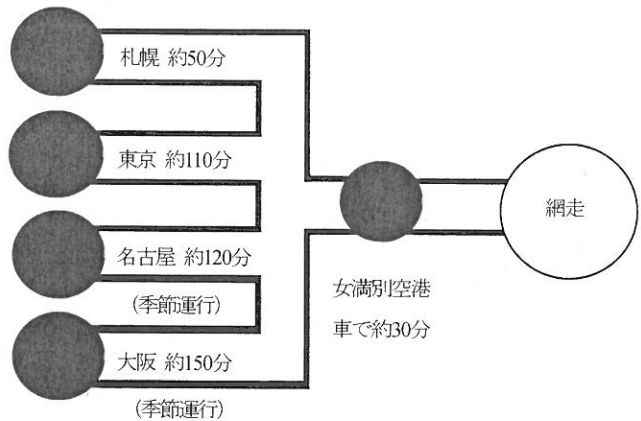 札幌 約50分
東京 約110分
名古屋 約120分
(季節運行)
大阪 約150分
(季節運行)
女満別空港
車で約30分
網走